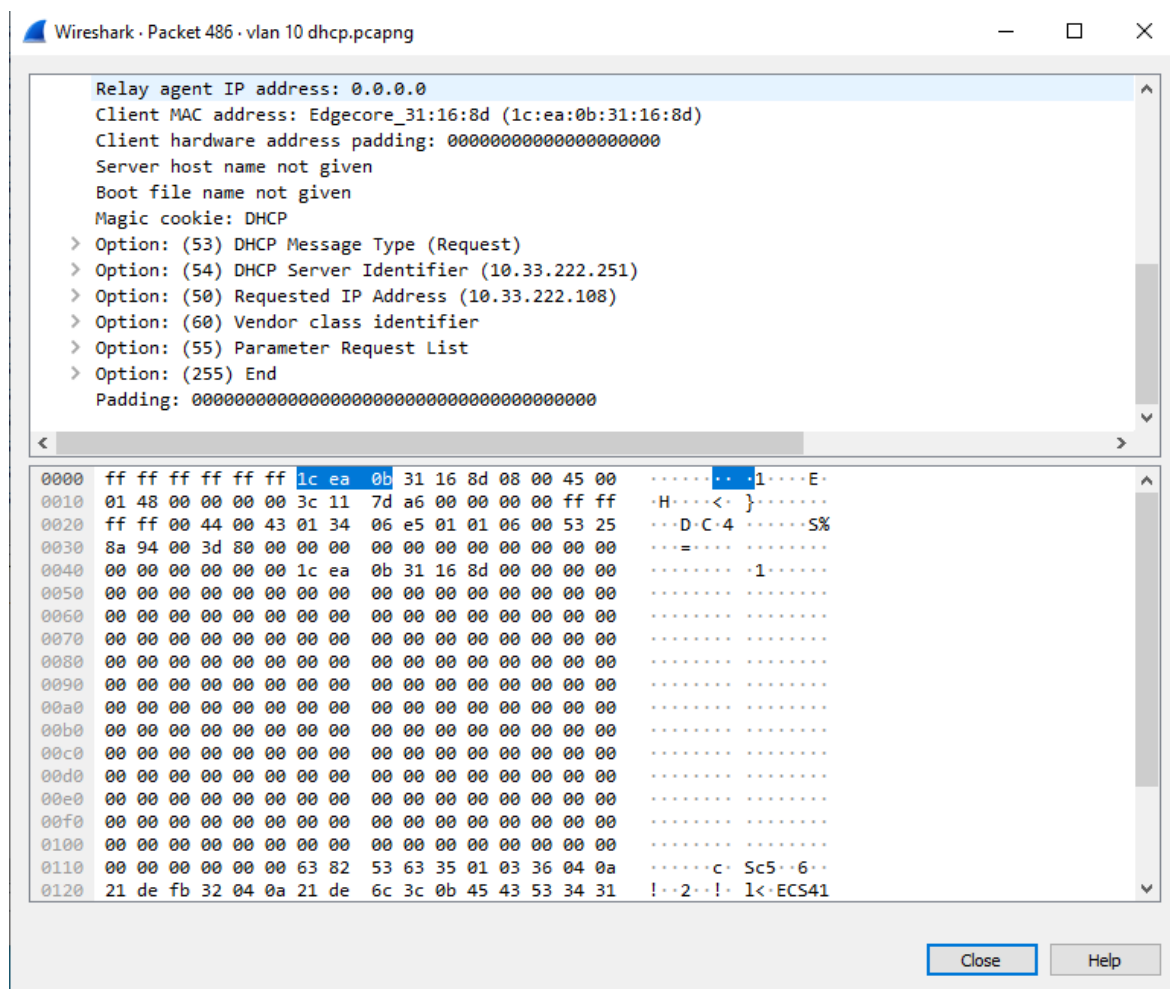 Wireshark · Packet 486 · vlan 10 dhcp.pcapng
Relay agent IP address: 0.0.0.0
Client MAC address: Edgecore_31:16:8d (1c:ea:0b:31:16:8d)
Client hardware address padding: 00000000000000000000
Server host name not given
Boot file name not given
Magic cookie: DHCP
> Option: (53) DHCP Message Type (Request)
> Option: (54) DHCP Server Identifier (10.33.222.251)
> Option: (50) Requested IP Address (10.33.222.108)
> Option: (60) Vendor class identifier
> Option: (55) Parameter Request List
> Option: (255) End
Padding: 00000000000000000000000000000000000000
0000 ff ff ff ff ff ff 1c ea 0b 31 16 8d 08 00 45 00 ········ ·1····E·
0010 01 48 00 00 00 00 3c 11 7d a6 00 00 00 00 ff ff ·H····<· }·······
0020 ff ff 00 44 00 43 01 34 06 e5 01 01 06 00 53 25 ···D·C·4 ······S%
0030 8a 94 00 3d 80 00 00 00 00 00 00 00 00 00 00 00 ···=···· ········
0040 00 00 00 00 00 00 1c ea 0b 31 16 8d 00 00 00 00 ········ ·1······
0050 00 00 00 00 00 00 00 00 00 00 00 00 00 00 00 00 ········ ········
0060 00 00 00 00 00 00 00 00 00 00 00 00 00 00 00 00 ········ ········
0070 00 00 00 00 00 00 00 00 00 00 00 00 00 00 00 00 ········ ········
0080 00 00 00 00 00 00 00 00 00 00 00 00 00 00 00 00 ········ ········
0090 00 00 00 00 00 00 00 00 00 00 00 00 00 00 00 00 ········ ········
00a0 00 00 00 00 00 00 00 00 00 00 00 00 00 00 00 00 ········ ········
00b0 00 00 00 00 00 00 00 00 00 00 00 00 00 00 00 00 ········ ········
00c0 00 00 00 00 00 00 00 00 00 00 00 00 00 00 00 00 ········ ········
00d0 00 00 00 00 00 00 00 00 00 00 00 00 00 00 00 00 ········ ········
00e0 00 00 00 00 00 00 00 00 00 00 00 00 00 00 00 00 ········ ········
00f0 00 00 00 00 00 00 00 00 00 00 00 00 00 00 00 00 ········ ········
0100 00 00 00 00 00 00 00 00 00 00 00 00 00 00 00 00 ········ ········
0110 00 00 00 00 00 00 63 82 53 63 35 01 03 36 04 0a ······c· Sc5··6··
0120 21 de fb 32 04 0a 21 de 6c 3c 0b 45 43 53 34 31 !··2··!· l<·ECS41
Close Help